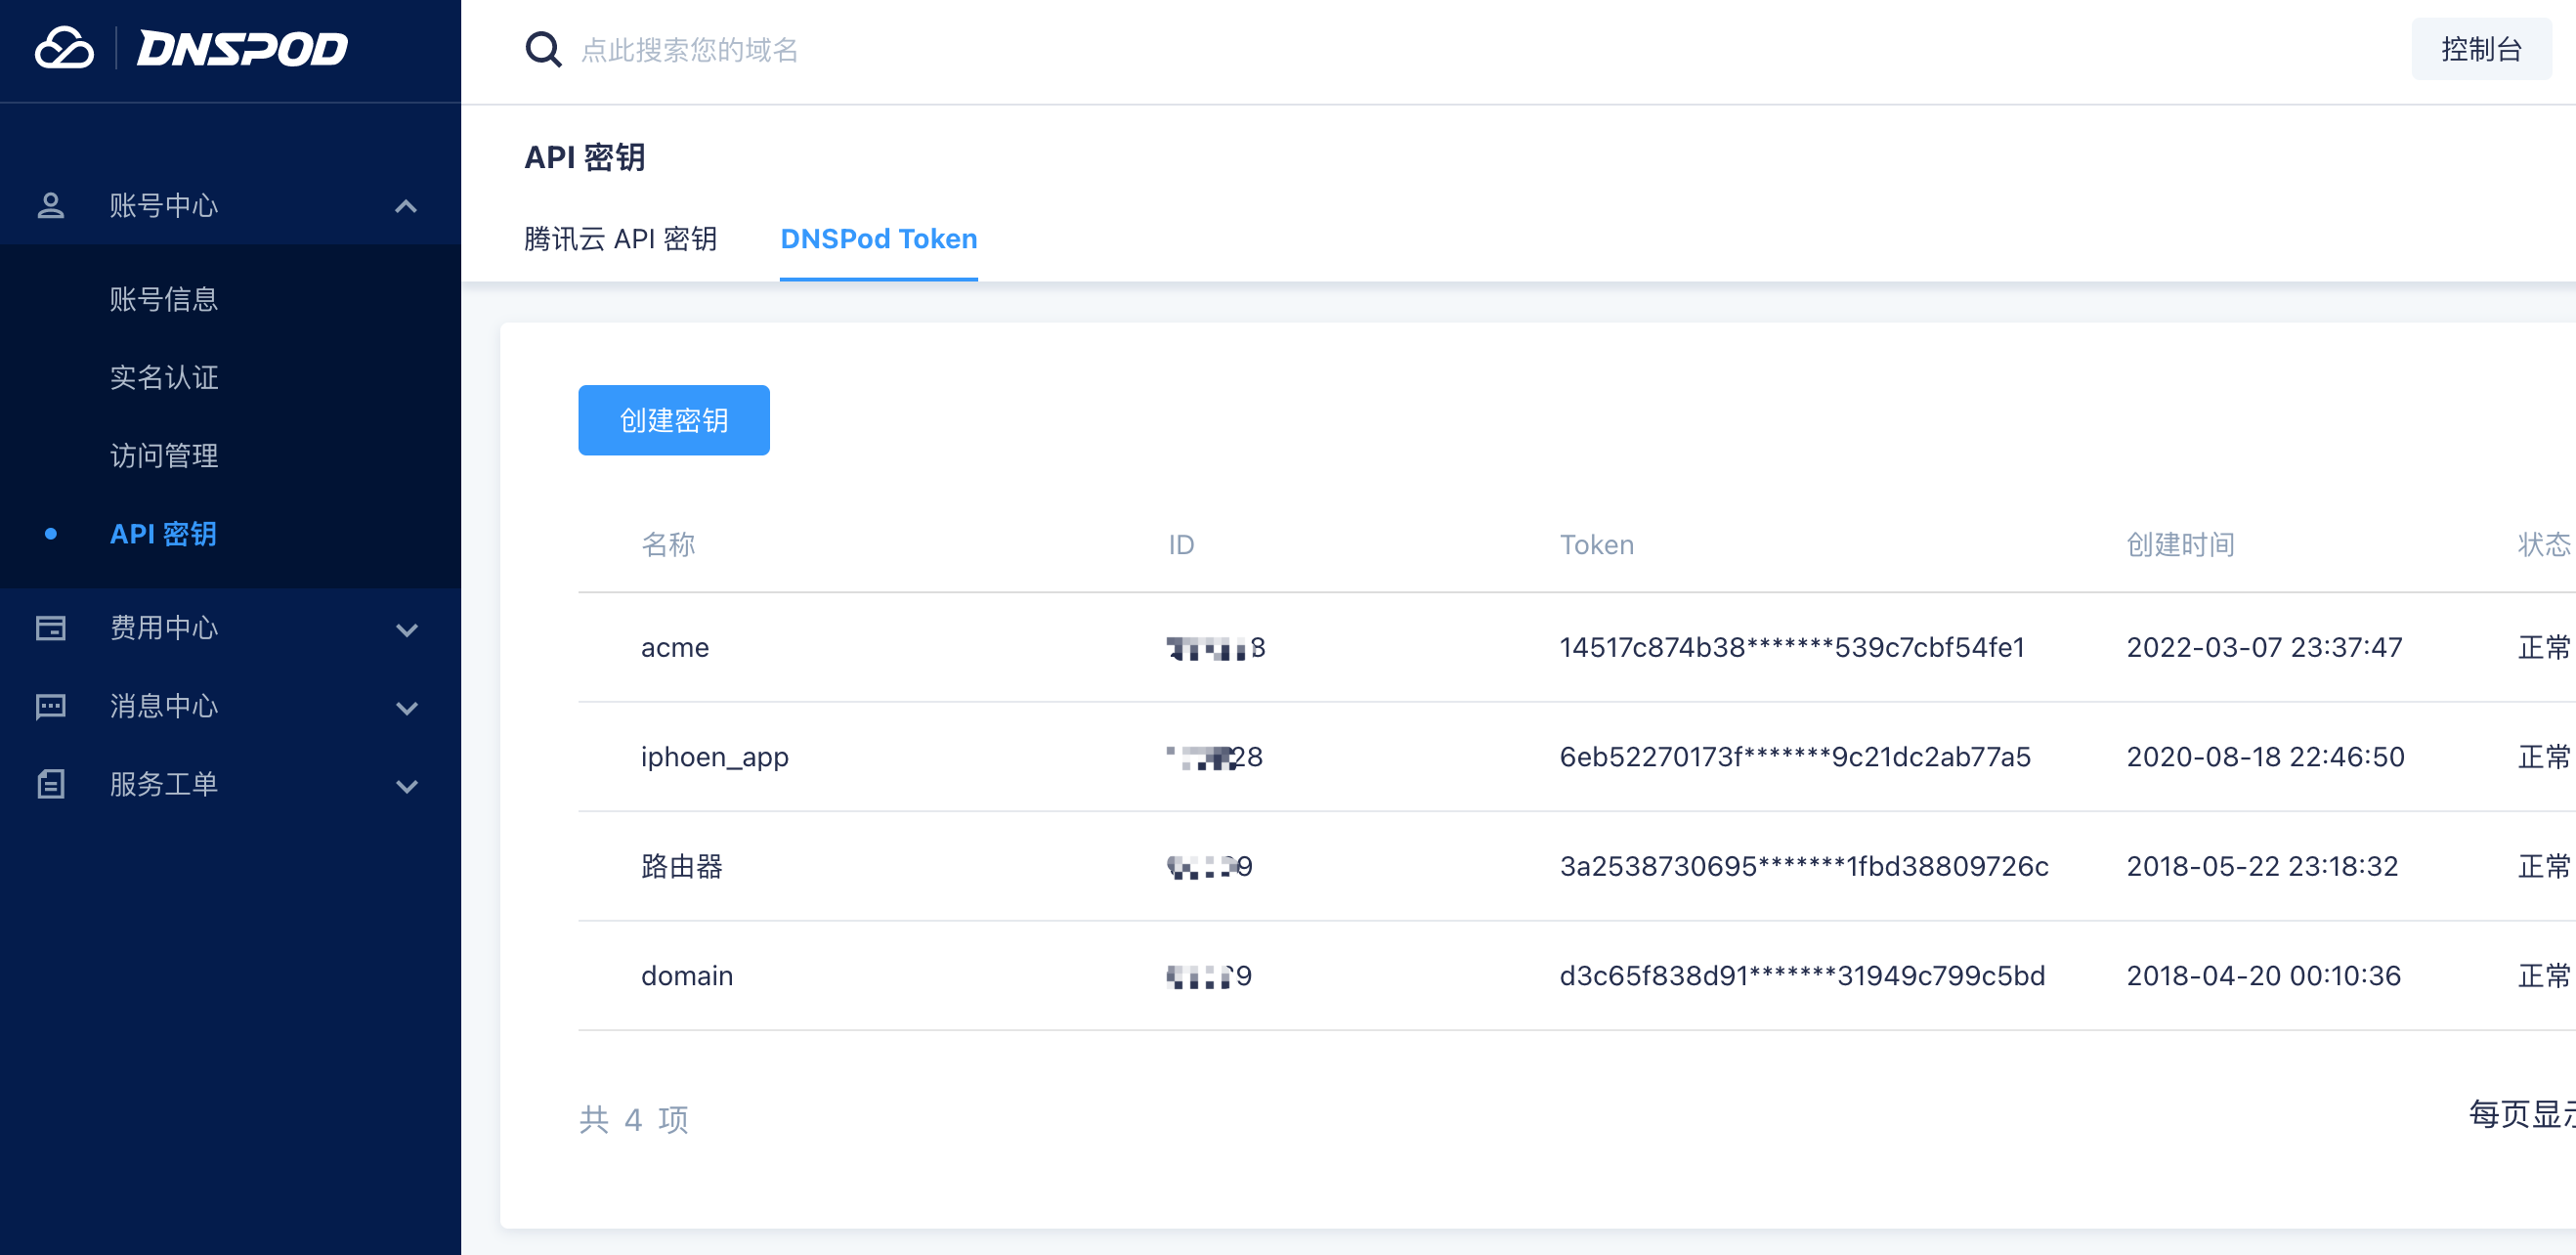 DNSPOD
点此搜索您的域名
控制台
API 密钥
腾讯云 API 密钥
DNSPod Token
账号中心
账号信息
实名认证
访问管理
API 密钥
费用中心
消息中心
服务工单
创建密钥
名称 ID Token 创建时间 状态
acme 8 14517c874b38*******539c7cbf54fe1 2022-03-07 23:37:47 正常
iphoen_app 28 6eb52270173f*******9c21dc2ab77a5 2020-08-18 22:46:50 正常
路由器 9 3a2538730695*******1fbd38809726c 2018-05-22 23:18:32 正常
domain 9 d3c65f838d91*******31949c799c5bd 2018-04-20 00:10:36 正常
共 4 项
每页显示